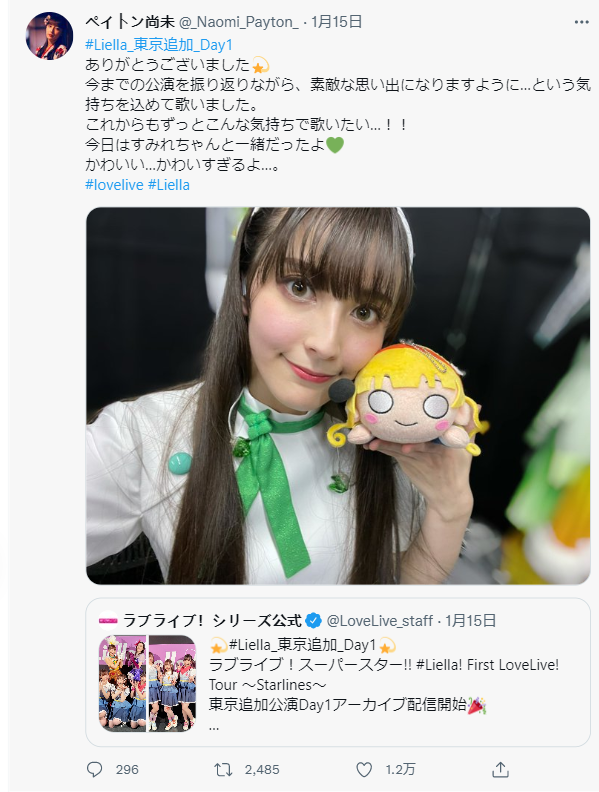 ペイトン尚未 @_Naomi_Payton_ · 1月15日
#Liella_東京追加_Day1
ありがとうございました💫
今までの公演を振り返りながら、素敵な思い出になりますように...という気
持ちを込めて歌いました。
これからもずっとこんな気持ちで歌いたい...！！
今日はすみれちゃんと一緒だったよ💚
かわいい...かわいすぎるよ...。
#lovelive #Liella
ラブライブ！シリーズ公式 @LoveLive_staff · 1月15日
💫#Liella_東京追加_Day1💫
ラブライブ！スーパースター!! #Liella! First LoveLive!
Tour ～Starlines～
東京追加公演Day1アーカイブ配信開始🎉
...
296 2,485 1.2万